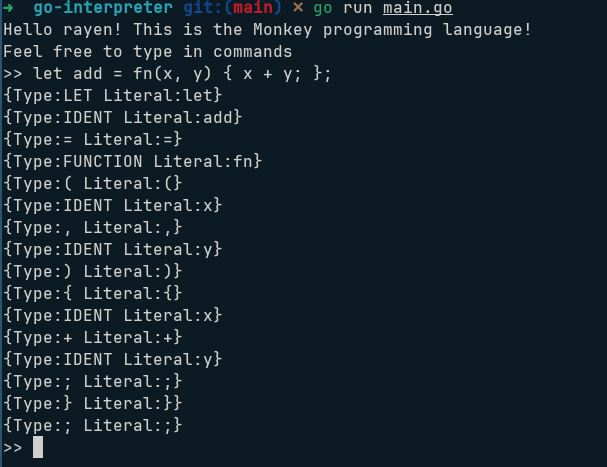 ➜  go-interpreter git:(main) ✗ go run main.go
Hello rayen! This is the Monkey programming language!
Feel free to type in commands
>> let add = fn(x, y) { x + y; };
{Type:LET Literal:let}
{Type:IDENT Literal:add}
{Type:= Literal:=}
{Type:FUNCTION Literal:fn}
{Type:( Literal:(}
{Type:IDENT Literal:x}
{Type:, Literal:,}
{Type:IDENT Literal:y}
{Type:) Literal:)}
{Type:{ Literal:{}
{Type:IDENT Literal:x}
{Type:+ Literal:+}
{Type:IDENT Literal:y}
{Type:; Literal:;}
{Type:} Literal:}}
{Type:; Literal:;}
>>